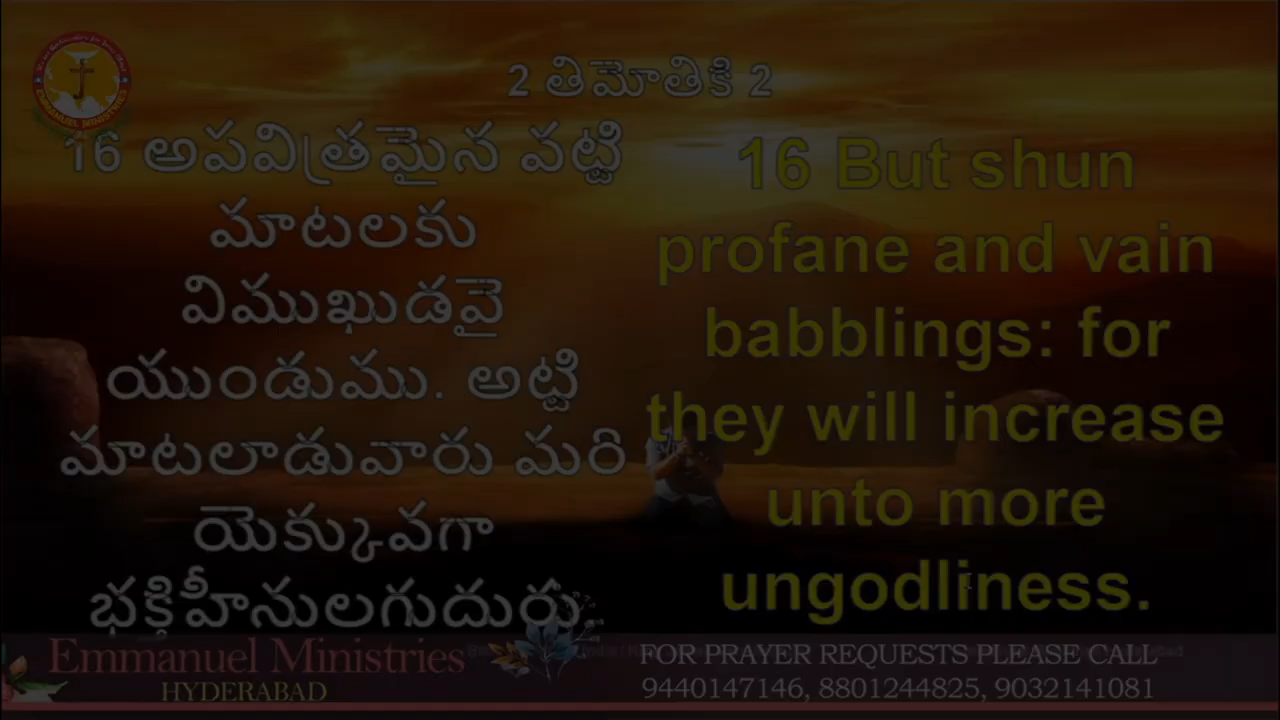 2 తిమోతికి 2
16 అపవిత్రమైన వట్టి
మాటలకు
విముఖుడవై
యుండుము. అట్టి
మాటలాడువారు మరి
యెక్కువగా
భక్తిహీనులగుదురు.
16 But shun
profane and vain
babblings: for
they will increase
unto more
ungodliness.
Emmanuel Ministries
HYDERABAD
FOR PRAYER REQUESTS PLEASE CALL
9440147146, 8801244825, 9032141081